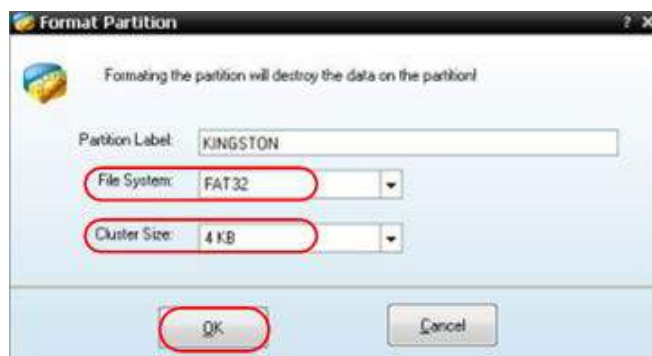 Format Partition ? X
Formating the partition will destroy the data on the partition!
Partition Label: KINGSTON
File System: FAT32
Cluster Size: 4 KB
OK Cancel